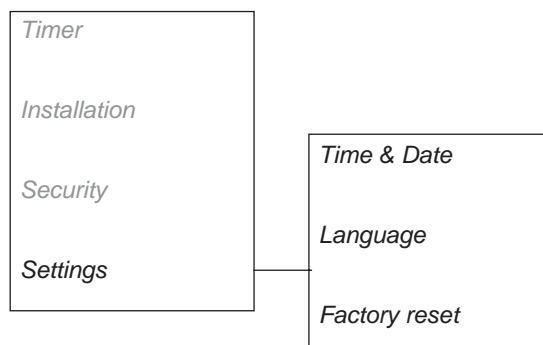 Timer
Installation
Security
Settings
Time & Date
Language
Factory reset